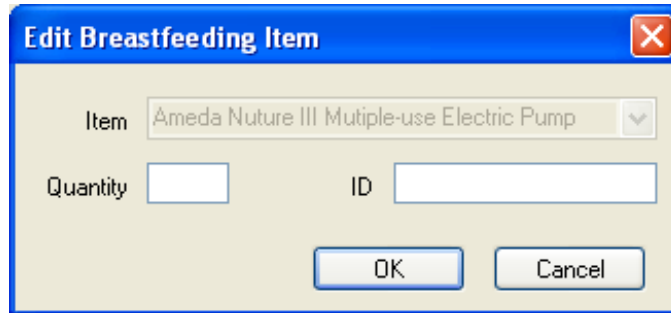 Edit Breastfeeding Item
Item Ameda Nuture III Mutiple-use Electric Pump
Quantity ID
OK Cancel